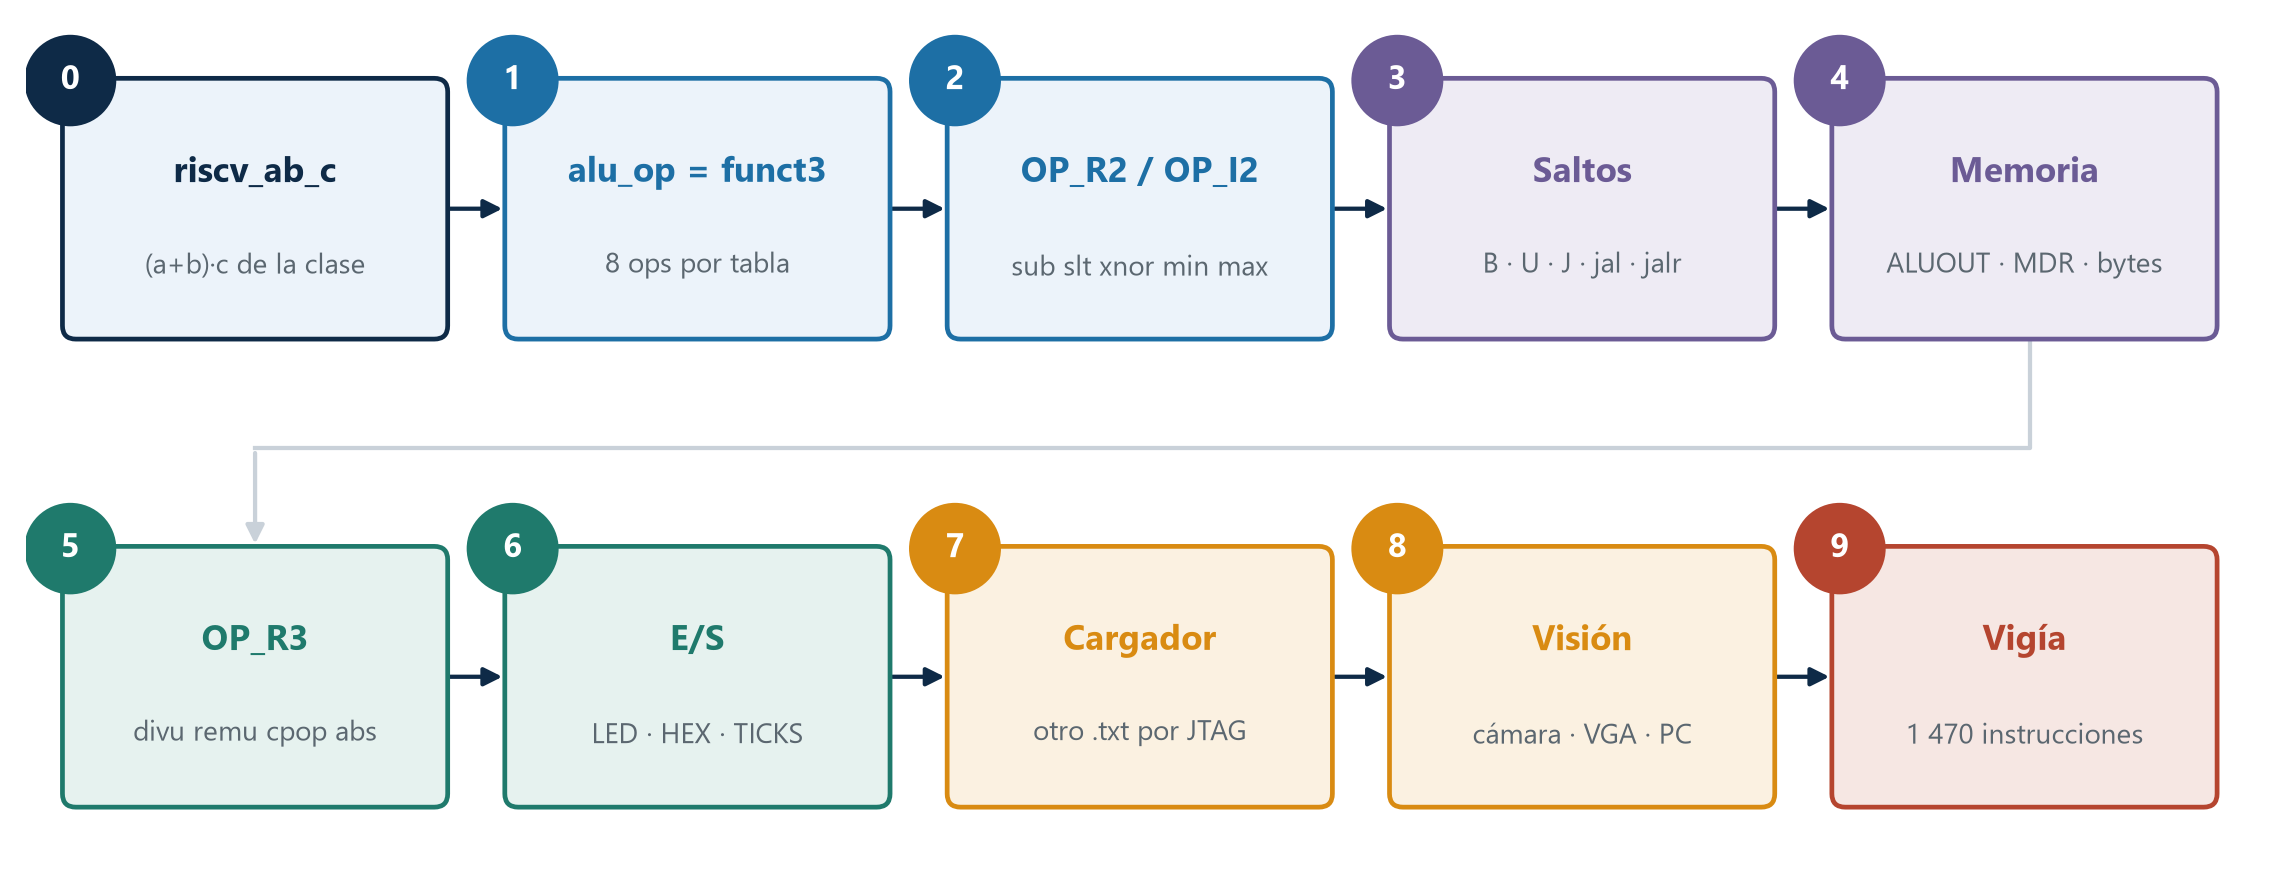 0
riscv_ab_c
(a+b)·c de la clase
1
alu_op = funct3
8 ops por tabla
2
OP_R2 / OP_I2
sub slt xnor min max
3
Saltos
B · U · J · jal · jalr
4
Memoria
ALUOUT · MDR · bytes
5
OP_R3
divu remu cpop abs
6
E/S
LED · HEX · TICKS
7
Cargador
otro .txt por JTAG
8
Visión
cámara · VGA · PC
9
Vigía
1 470 instrucciones